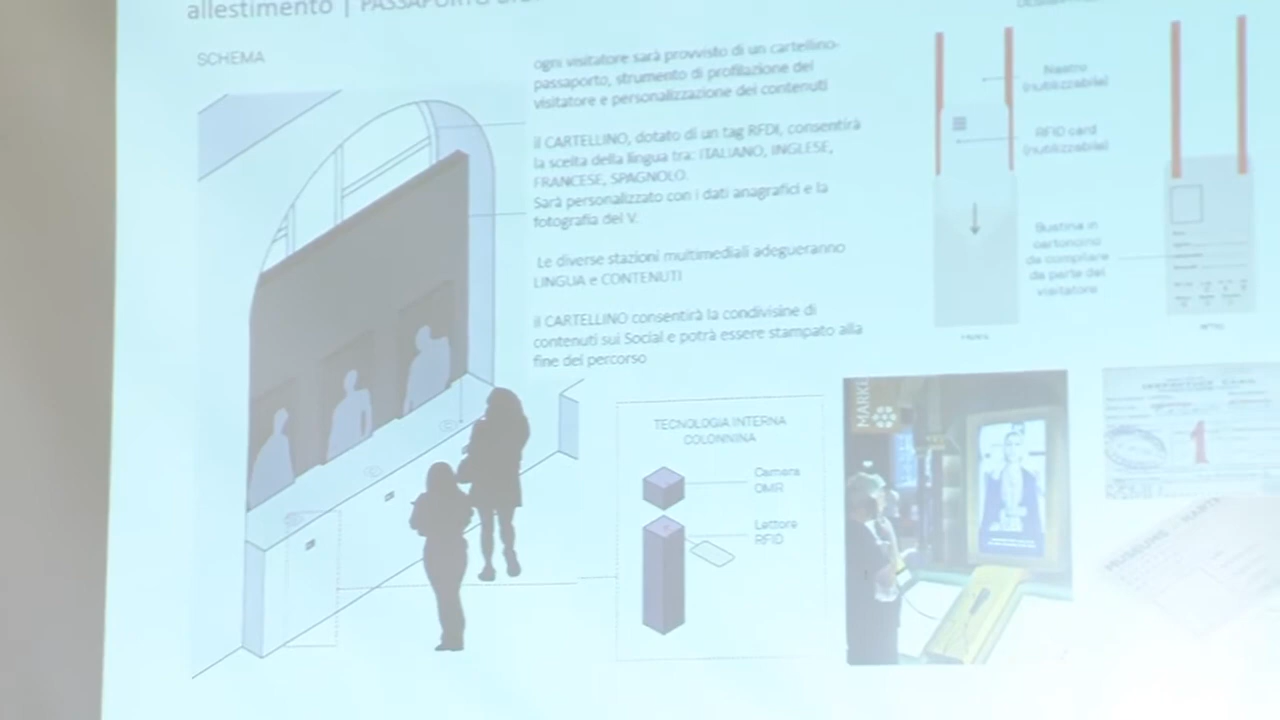 allestimento | PASSAPORTO
SCHEMA
ogni visitatore sarà provvisto di un cartellino-
passaporto, strumento di profilazione del
visitatore e personalizzazione dei contenuti
il CARTELLINO, dotato di un tag RFDI, consentirà
la scelta della lingua tra: ITALIANO, INGLESE,
FRANCESE, SPAGNOLO.
Sarà personalizzato con i dati anagrafici e la
fotografia del V.
Le diverse stazioni multimediali adegueranno
LINGUA e CONTENUTI
il CARTELLINO consentirà la condivisine di
contenuti sui Social e potrà essere stampato alla
fine del percorso
TECNOLOGIA INTERNA
COLONNINA
Camera
OMR
Lettore
RFID
Nastro
(riutilizzabile)
RFID card
(riutilizzabile)
Bustina in
cartoncino
da compilare
da parte del
visitatore
1